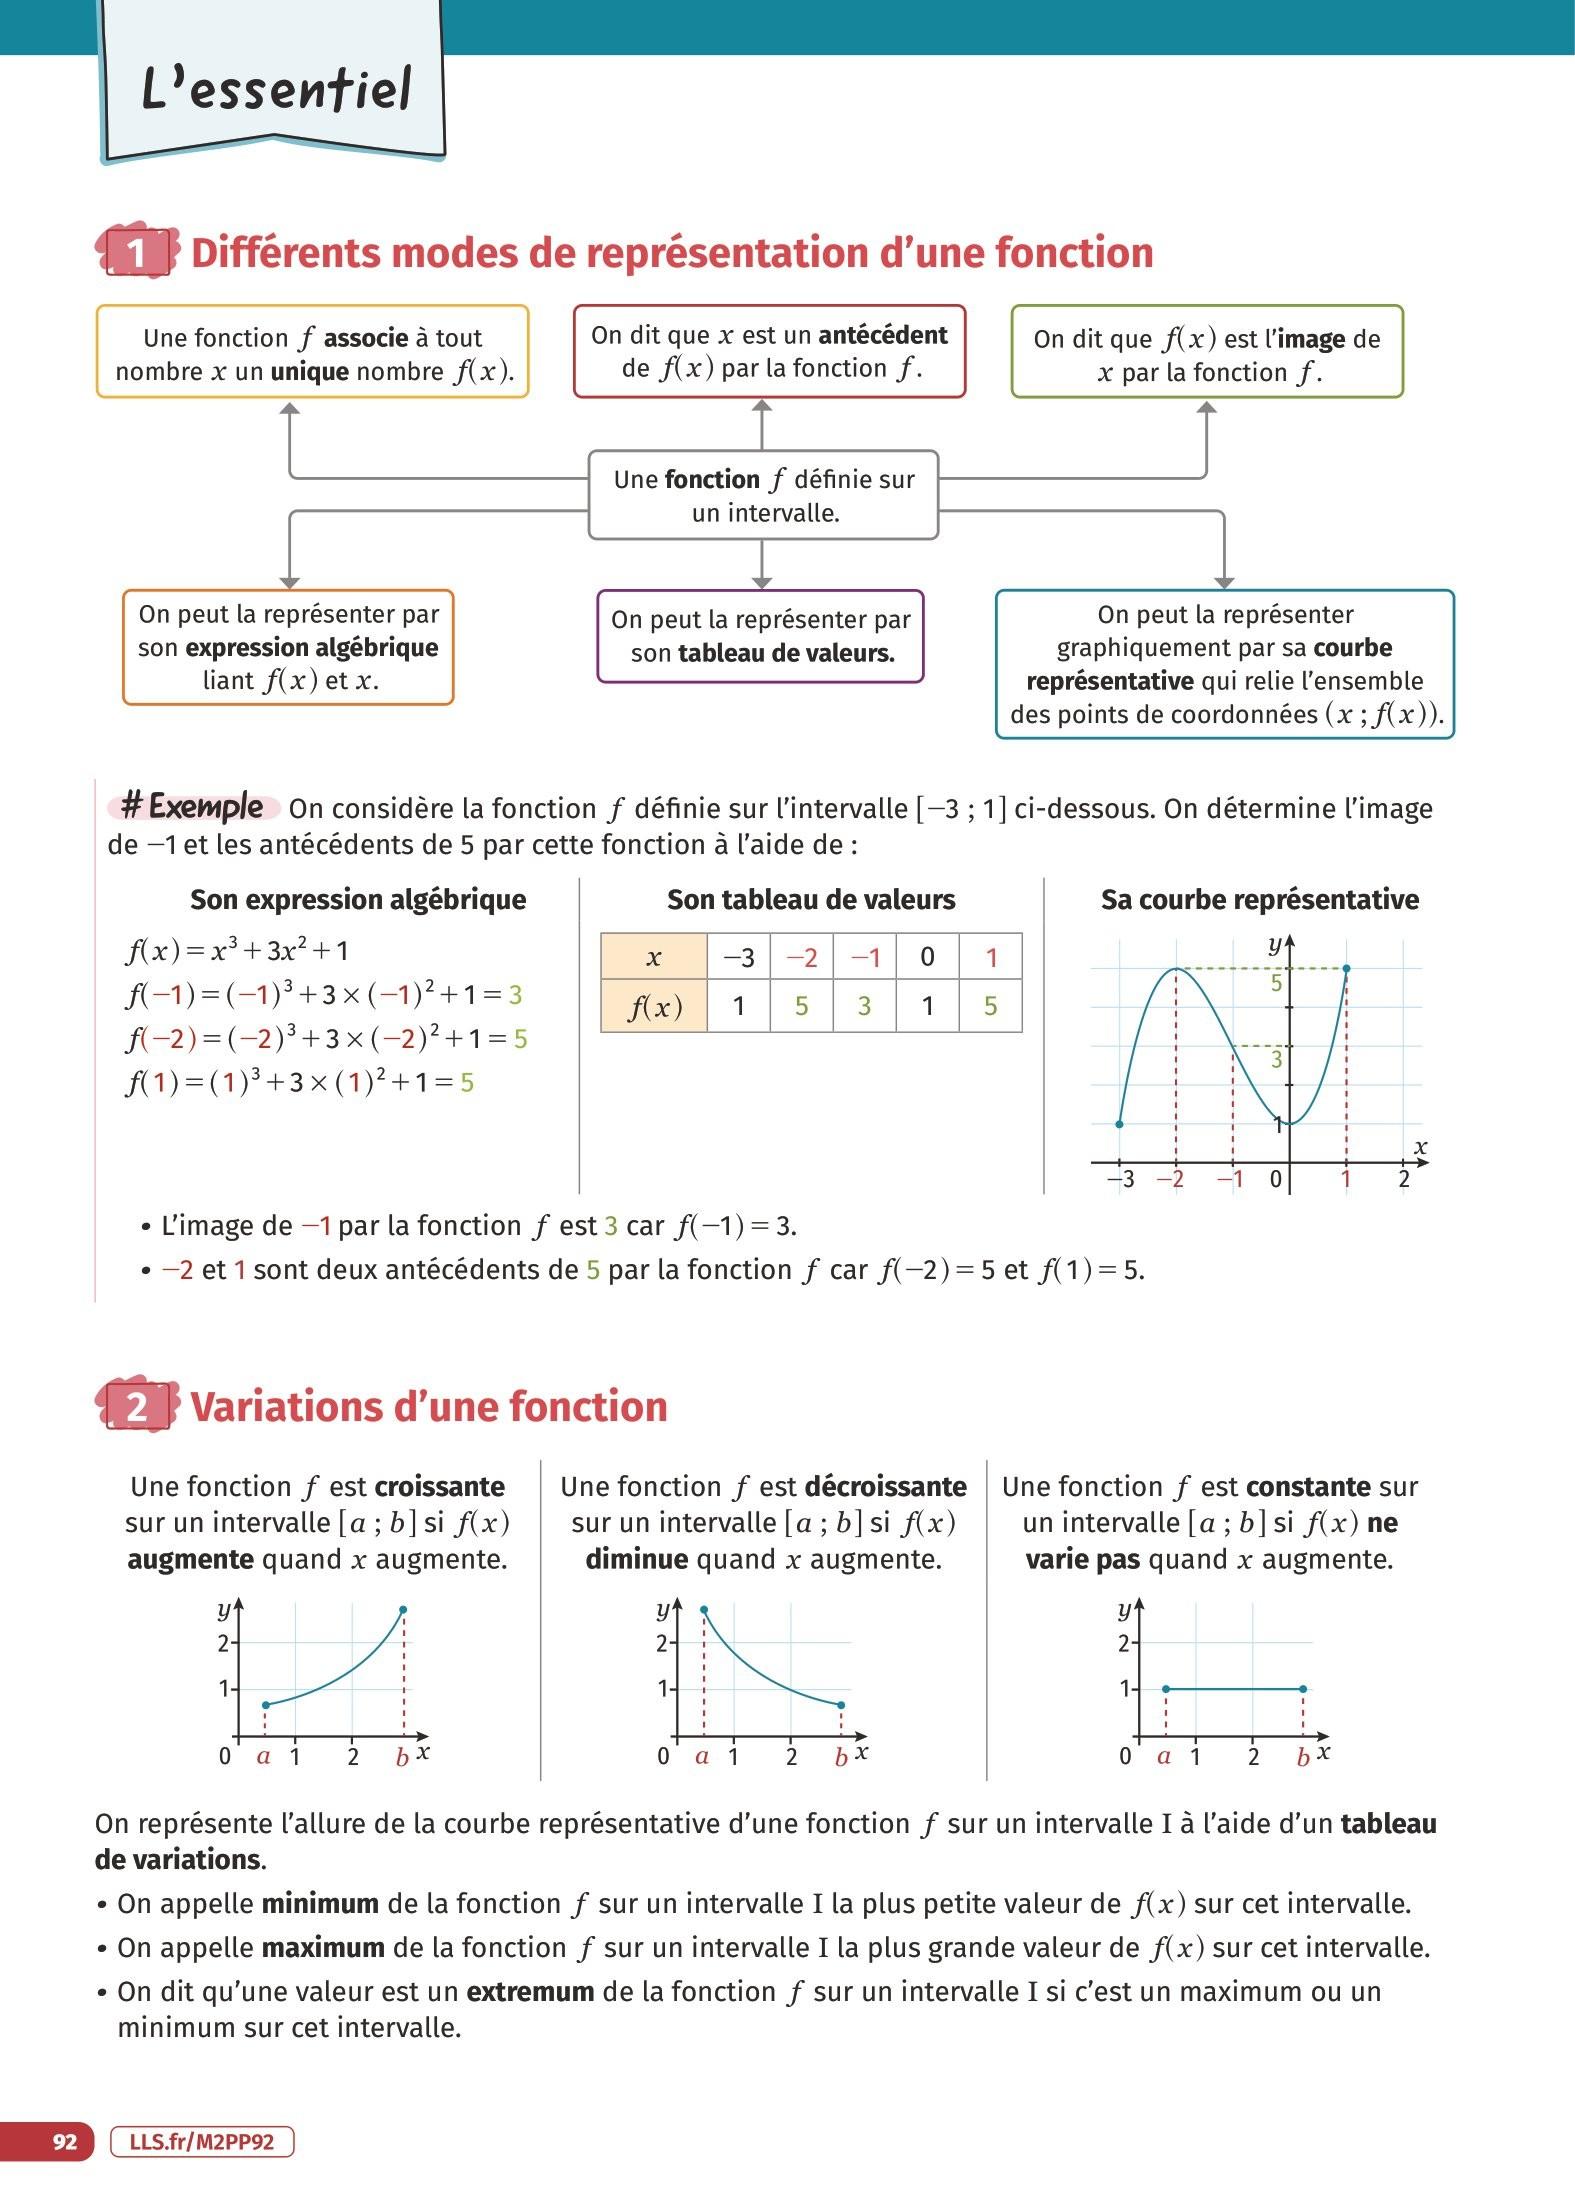 L'essentiel
1 Différents modes de représentation d'une fonction
Une fonction f associe à tout
nombre x un unique nombre f(x).
On dit que x est un antécédent
de f(x) par la fonction f.
On dit que f(x) est l'image de
x par la fonction f.
Une fonction f définie sur
un intervalle.
On peut la représenter par
son expression algébrique
liant f(x) et x.
On peut la représenter par
son tableau de valeurs.
On peut la représenter
graphiquement par sa courbe
représentative qui relie l'ensemble
des points de coordonnées (x ; f(x)).
# Exemple On considère la fonction f définie sur l'intervalle [−3 ; 1] ci-dessous. On détermine l'image
de −1 et les antécédents de 5 par cette fonction à l'aide de :
Son expression algébrique
f(x) = x³ + 3x² + 1
f(−1) = (−1)³ + 3 × (−1)² + 1 = 3
f(−2) = (−2)³ + 3 × (−2)² + 1 = 5
f(1) = (1)³ + 3 × (1)² + 1 = 5
Son tableau de valeurs
x −3 −2 −1 0 1
f(x) 1 5 3 1 5
Sa courbe représentative
y
5
3
1
x
−3 −2 −1 0 1 2
• L'image de −1 par la fonction f est 3 car f(−1) = 3.
• −2 et 1 sont deux antécédents de 5 par la fonction f car f(−2) = 5 et f(1) = 5.
2 Variations d'une fonction
Une fonction f est croissante
sur un intervalle [a ; b] si f(x)
augmente quand x augmente.
y
2
1
0 a 1 2 b x
Une fonction f est décroissante
sur un intervalle [a ; b] si f(x)
diminue quand x augmente.
y
2
1
0 a 1 2 b x
Une fonction f est constante sur
un intervalle [a ; b] si f(x) ne
varie pas quand x augmente.
y
2
1
0 a 1 2 b x
On représente l'allure de la courbe représentative d'une fonction f sur un intervalle I à l'aide d'un tableau
de variations.
• On appelle minimum de la fonction f sur un intervalle I la plus petite valeur de f(x) sur cet intervalle.
• On appelle maximum de la fonction f sur un intervalle I la plus grande valeur de f(x) sur cet intervalle.
• On dit qu'une valeur est un extremum de la fonction f sur un intervalle I si c'est un maximum ou un
minimum sur cet intervalle.
92 LLS.fr/M2PP92